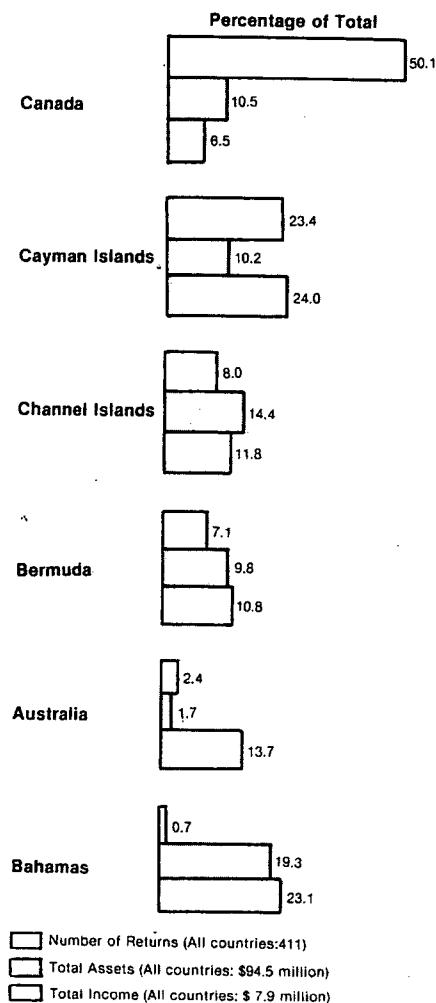 Percentage of Total
50.1
Canada
10.5
6.5
23.4
Cayman Islands
10.2
24.0
8.0
Channel Islands
14.4
11.8
7.1
Bermuda
9.8
10.8
2.4
Australia
1.7
13.7
0.7
Bahamas
19.3
23.1
Number of Returns (All countries:411)
Total Assets (All countries: $94.5 million)
Total Income (All countries: $ 7.9 million)